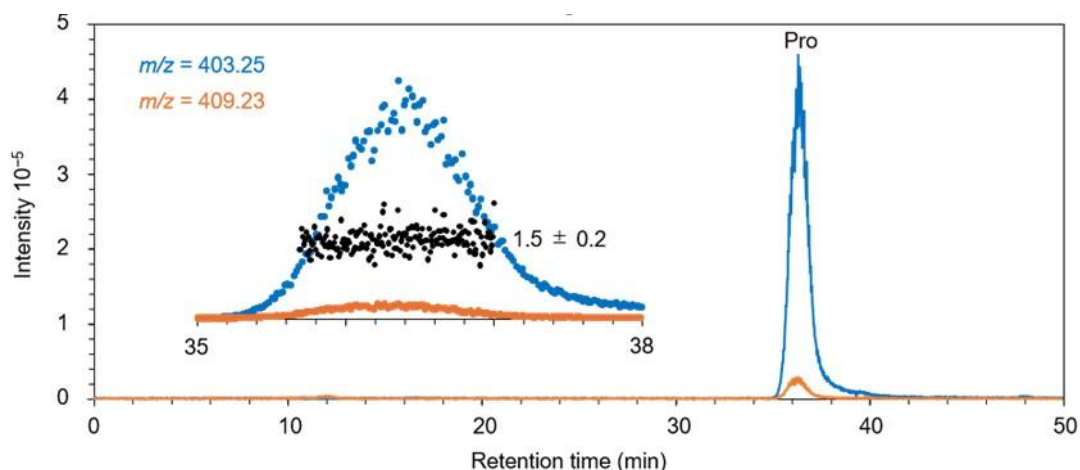 5
4
3
2
1
0
Intensity 10⁻⁵
m/z = 403.25
m/z = 409.23
Pro
1.5 ± 0.2
35
38
0
10
20
30
40
50
Retention time (min)